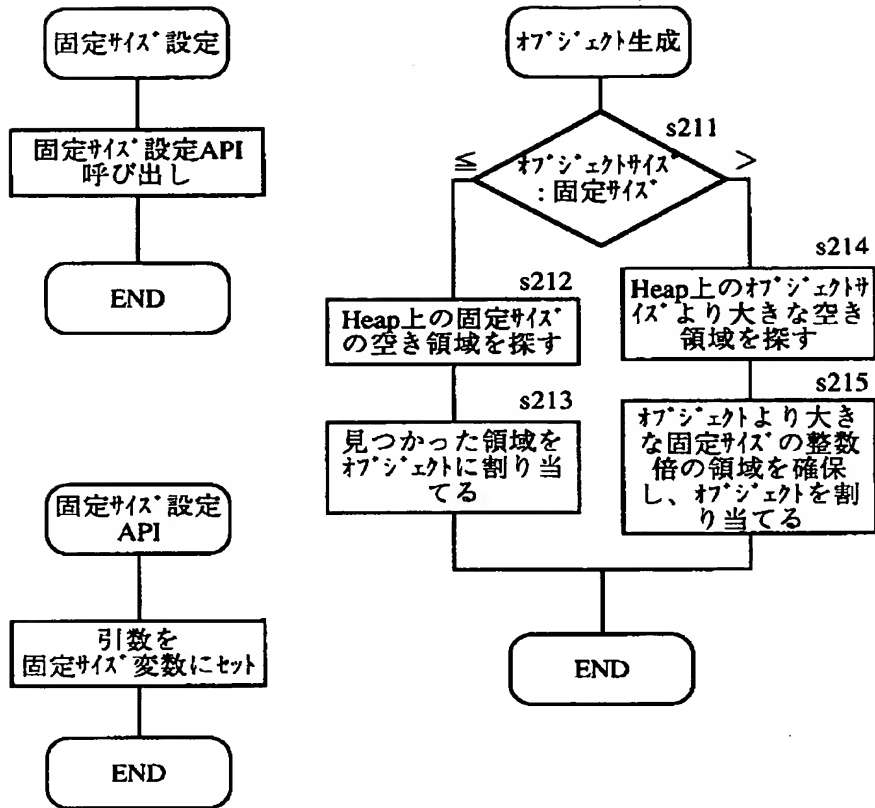 固定ｻｲｽﾞ設定
固定ｻｲｽﾞ設定API
呼び出し
END
固定ｻｲｽﾞ設定
API
引数を
固定ｻｲｽﾞ変数にｾｯﾄ
END
ｵﾌﾞｼﾞｪｸﾄ生成
s211
≦
ｵﾌﾞｼﾞｪｸﾄｻｲｽﾞ
:固定ｻｲｽﾞ
>
s212
Heap上の固定ｻｲｽﾞ
の空き領域を探す
s213
見つかった領域を
ｵﾌﾞｼﾞｪｸﾄに割り当
てる
s214
Heap上のｵﾌﾞｼﾞｪｸﾄｻ
ｲｽﾞより大きな空き
領域を探す
s215
ｵﾌﾞｼﾞｪｸﾄより大き
な固定ｻｲｽﾞの整数
倍の領域を確保
し、ｵﾌﾞｼﾞｪｸﾄを割
り当てる
END